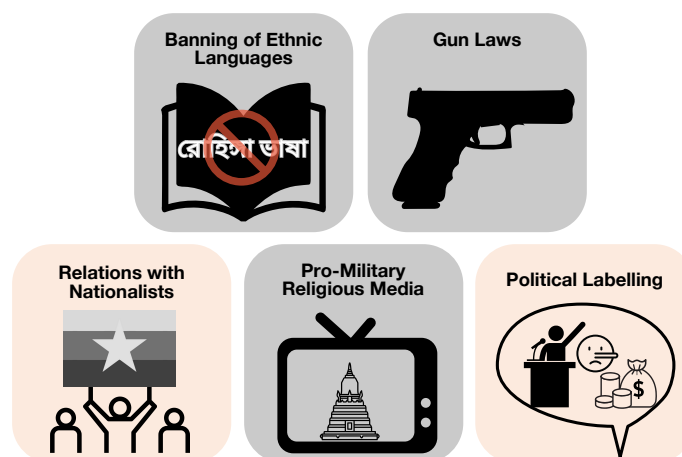 Banning of Ethnic
Languages
রোহিঙ্গা ভাষা
Gun Laws
Relations with
Nationalists
Pro-Military
Religious Media
Political Labelling
$